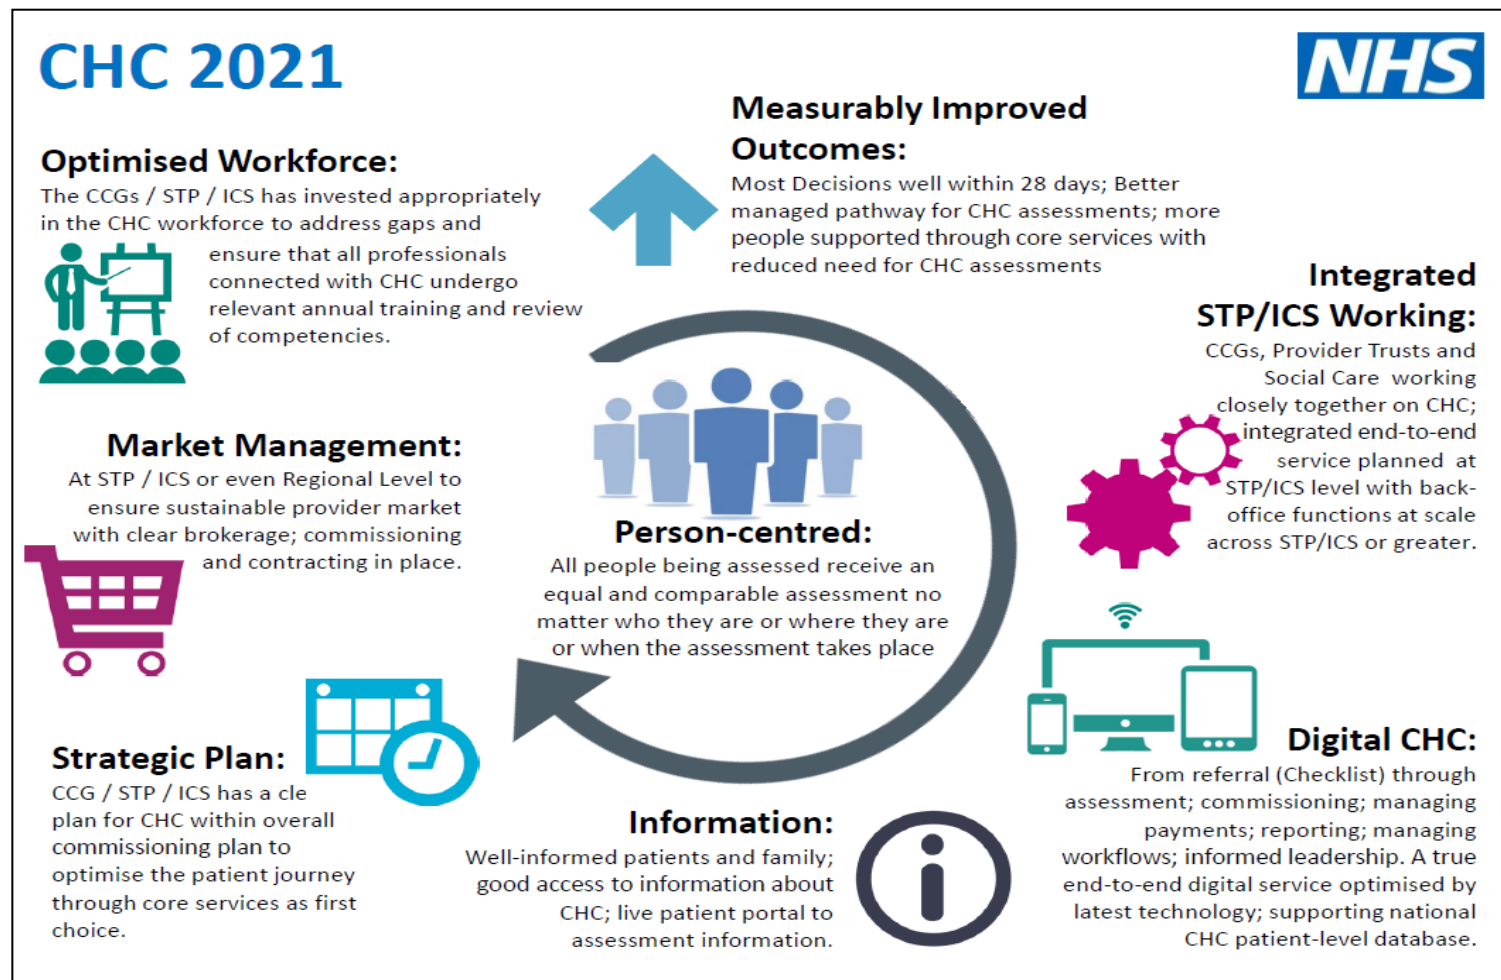 CHC 2021
NHS
Optimised Workforce:
The CCGs / STP / ICS has invested appropriately
in the CHC workforce to address gaps and
ensure that all professionals
connected with CHC undergo
relevant annual training and review
of competencies.
Measurably Improved
Outcomes:
Most Decisions well within 28 days; Better
managed pathway for CHC assessments; more
people supported through core services with
reduced need for CHC assessments
Integrated
STP/ICS Working:
CCGs, Provider Trusts and
Social Care working
closely together on CHC;
integrated end-to-end
service planned at
STP/ICS level with back-
office functions at scale
across STP/ICS or greater.
Market Management:
At STP / ICS or even Regional Level to
ensure sustainable provider market
with clear brokerage; commissioning
and contracting in place.
Person-centred:
All people being assessed receive an
equal and comparable assessment no
matter who they are or where they are
or when the assessment takes place
Strategic Plan:
CCG / STP / ICS has a cle
plan for CHC within overall
commissioning plan to
optimise the patient journey
through core services as first
choice.
Information:
Well-informed patients and family;
good access to information about
CHC; live patient portal to
assessment information.
i
Digital CHC:
From referral (Checklist) through
assessment; commissioning; managing
payments; reporting; managing
workflows; informed leadership. A true
end-to-end digital service optimised by
latest technology; supporting national
CHC patient-level database.